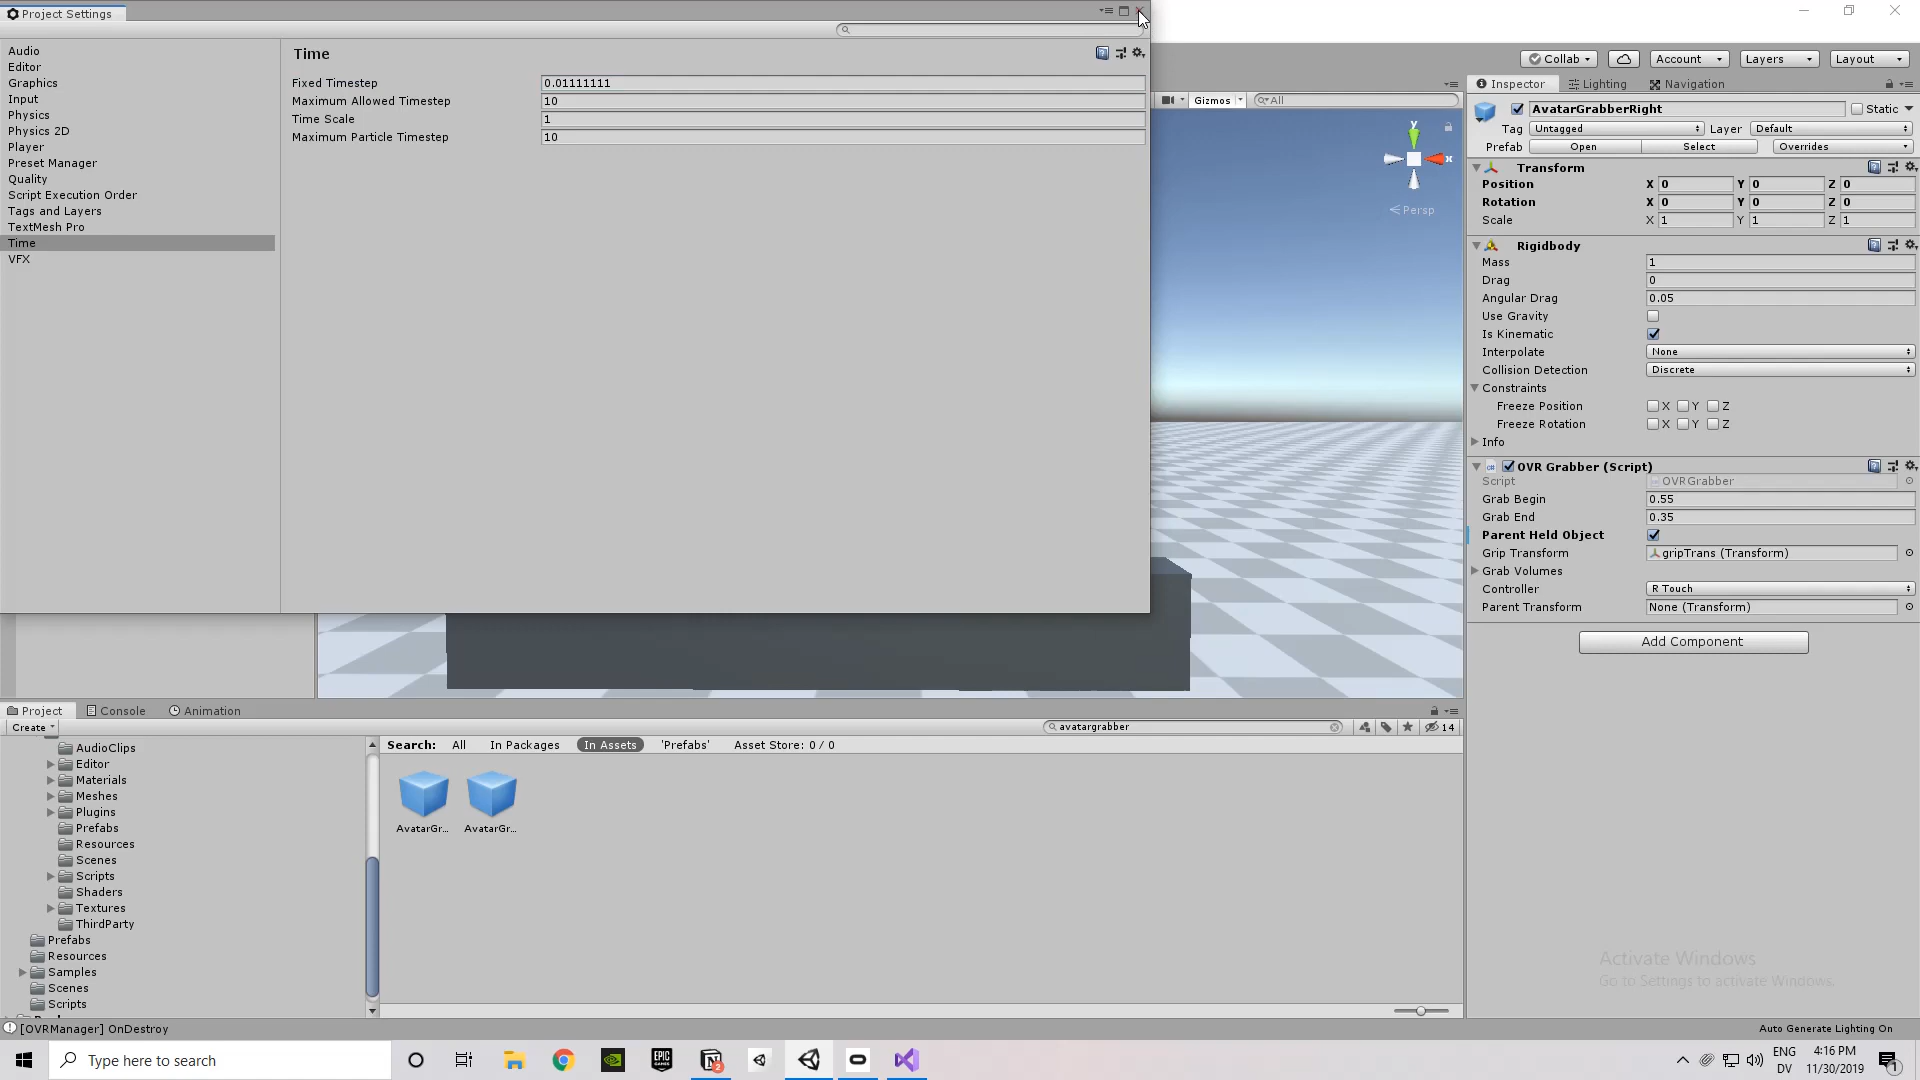 Project Settings
Audio
Editor
Graphics
Input
Physics
Physics 2D
Player
Preset Manager
Quality
Script Execution Order
Tags and Layers
TextMesh Pro
Time
VFX
Time
Fixed Timestep 0.01111111
Maximum Allowed Timestep 10
Time Scale 1
Maximum Particle Timestep 10
Collab Account Layers Layout
Gizmos All
y
x
Persp
Inspector Lighting Navigation
AvatarGrabberRight Static
Tag Untagged Layer Default
Prefab Open Select Overrides
Transform
Position X 0 Y 0 Z 0
Rotation X 0 Y 0 Z 0
Scale X 1 Y 1 Z 1
Rigidbody
Mass 1
Drag 0
Angular Drag 0.05
Use Gravity
Is Kinematic
Interpolate None
Collision Detection Discrete
Constraints
Freeze Position X Y Z
Freeze Rotation X Y Z
Info
OVR Grabber (Script)
Script OVRGrabber
Grab Begin 0.55
Grab End 0.35
Parent Held Object
Grip Transform gripTrans (Transform)
Grab Volumes
Controller R Touch
Parent Transform None (Transform)
Add Component
Project Console Animation
Create
avatargrabber
14
Search: All In Packages In Assets 'Prefabs' Asset Store: 0 / 0
AudioClips
Editor
Materials
Meshes
Plugins
Prefabs
Resources
Scenes
Scripts
Shaders
Textures
ThirdParty
Prefabs
Resources
Samples
Scenes
Scripts
AvatarGr... AvatarGr...
Activate Windows
Go to Settings to activate Windows.
[OVRManager] OnDestroy
Auto Generate Lighting On
Type here to search
EPIC
GAMES
2
ENG
DV
4:16 PM
11/30/2019
1